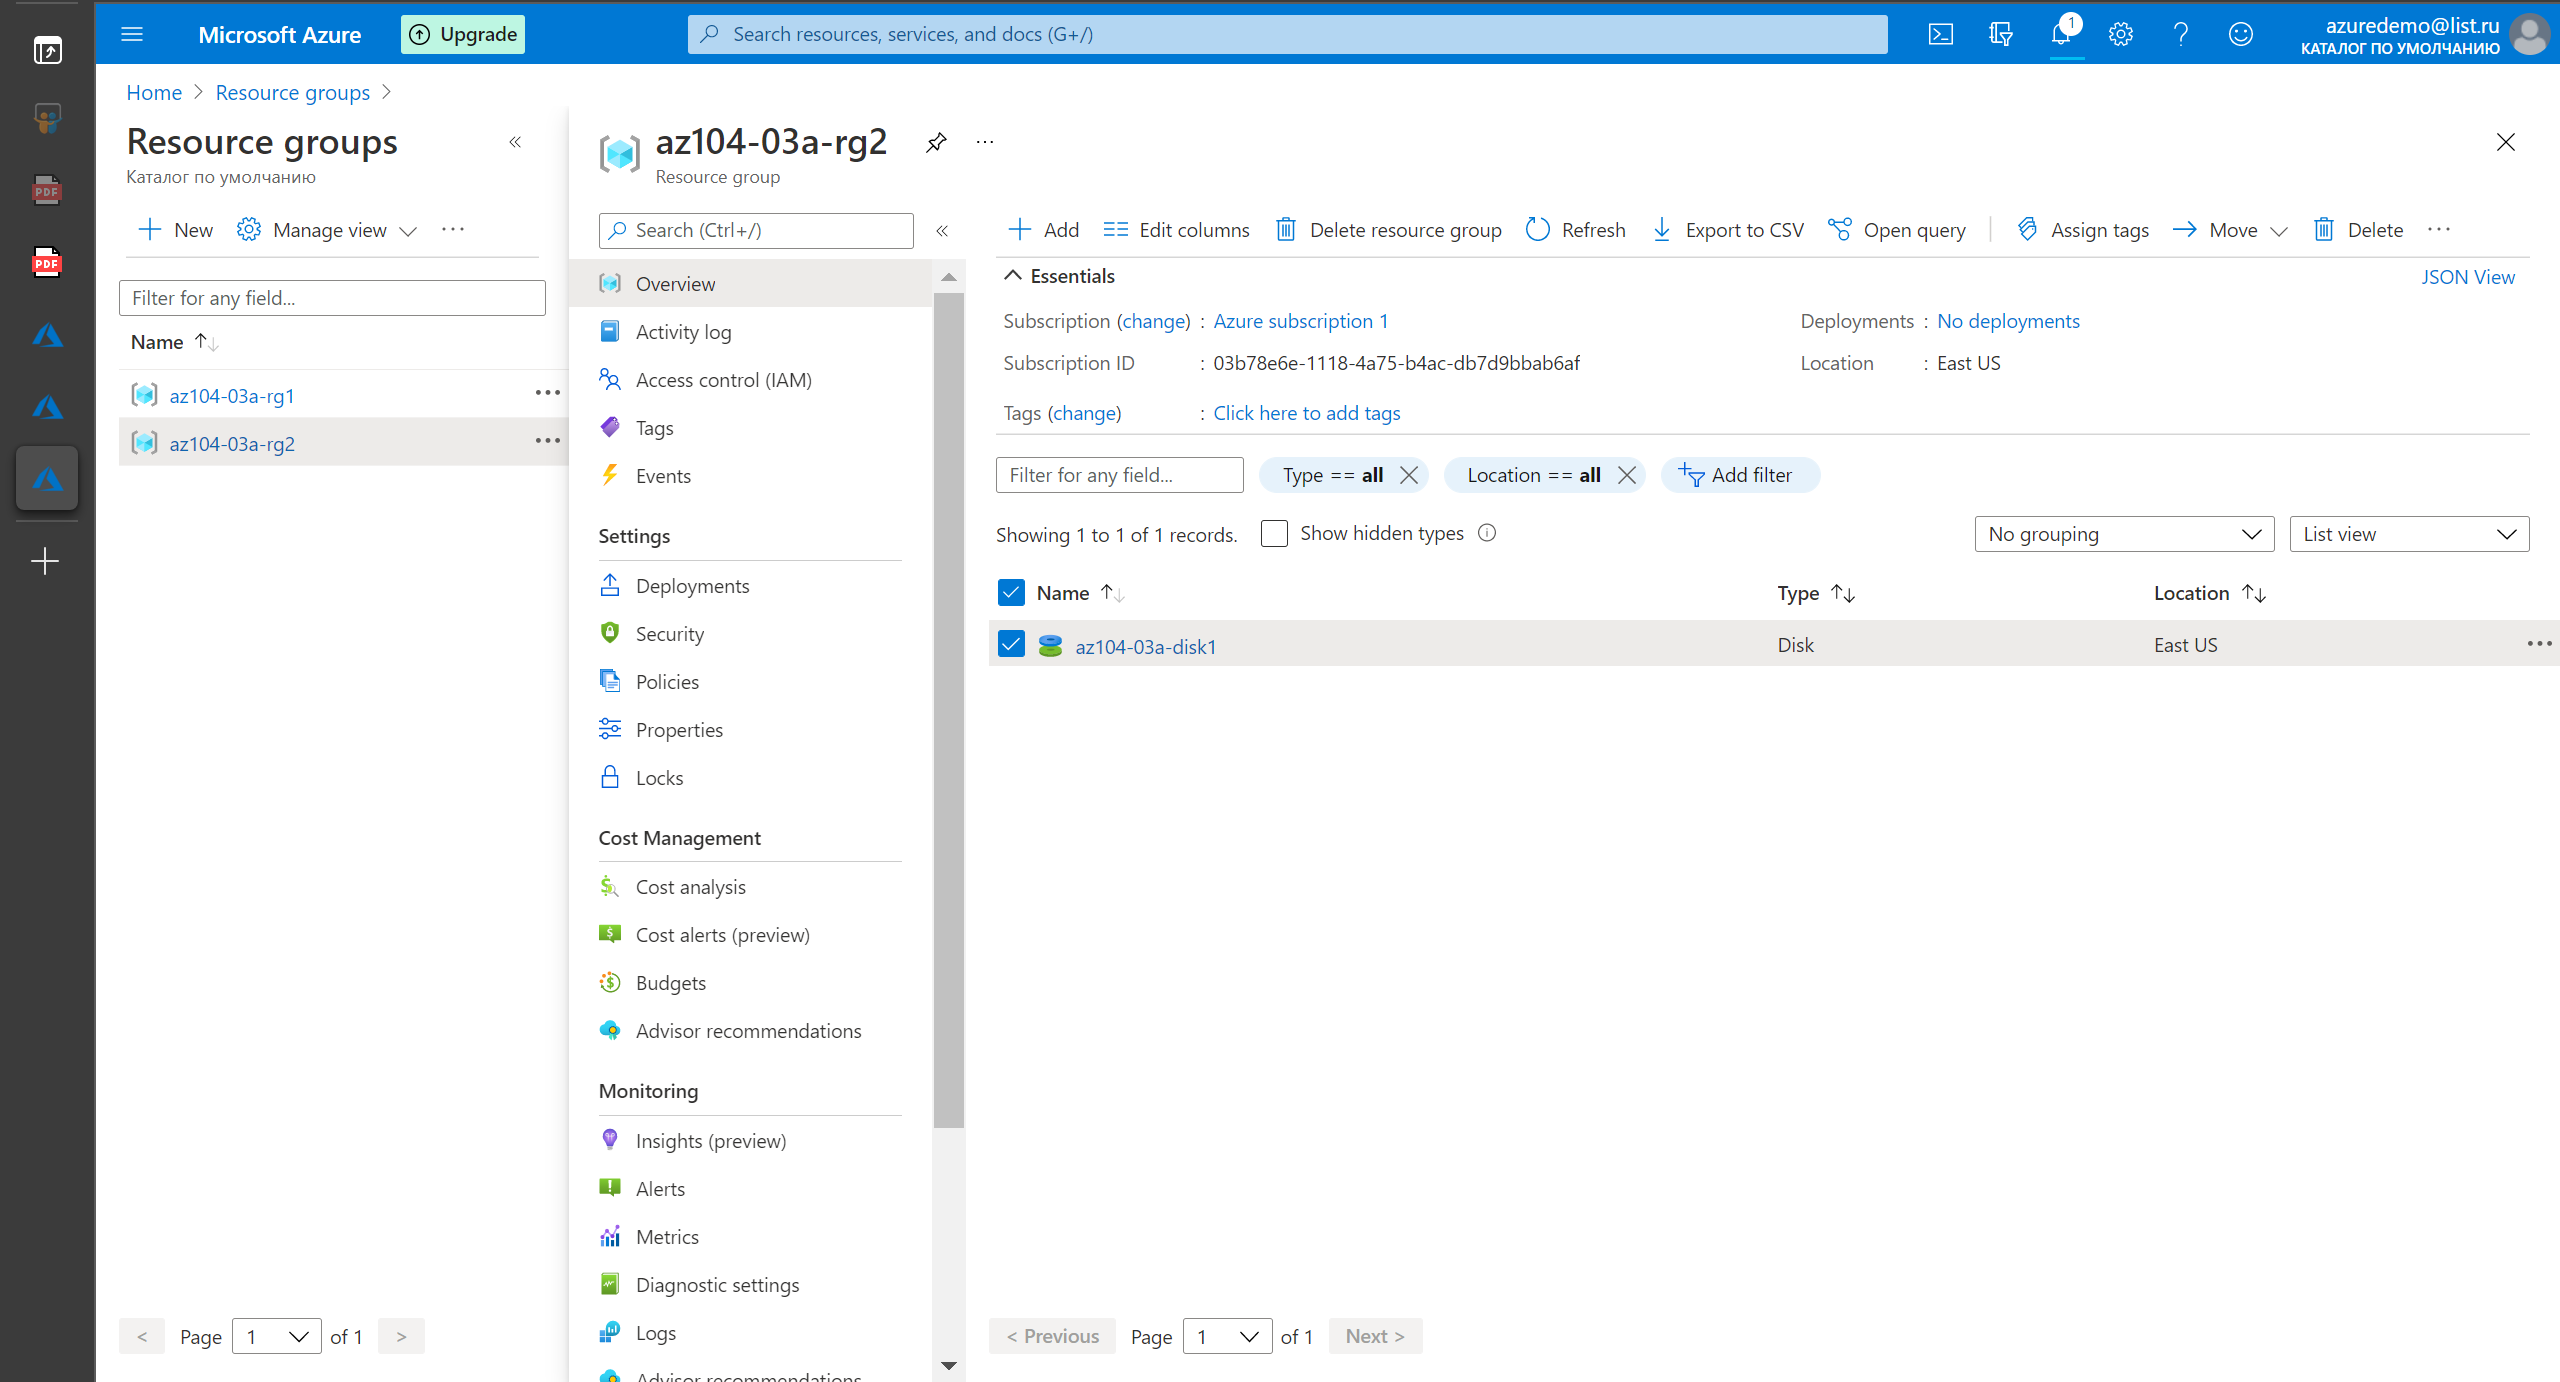 Microsoft Azure
Upgrade
Search resources, services, and docs (G+/)
1
azuredemo@list.ru
КАТАЛОГ ПО УМОЛЧАНИЮ
PDF
PDF
Home > Resource groups >
Resource groups
Каталог по умолчанию
New
Manage view
Filter for any field...
Name
az104-03a-rg1
az104-03a-rg2
< Page 1 of 1 >
az104-03a-rg2
Resource group
Search (Ctrl+/)
Overview
Activity log
Access control (IAM)
Tags
Events
Settings
Deployments
Security
Policies
Properties
Locks
Cost Management
Cost analysis
Cost alerts (preview)
Budgets
Advisor recommendations
Monitoring
Insights (preview)
Alerts
Metrics
Diagnostic settings
Logs
Advisor recommendations
Add Edit columns Delete resource group Refresh Export to CSV Open query Assign tags Move Delete
Essentials
JSON View
Subscription (change) : Azure subscription 1
Deployments : No deployments
Subscription ID : 03b78e6e-1118-4a75-b4ac-db7d9bbab6af
Location : East US
Tags (change) : Click here to add tags
Filter for any field... Type == all Location == all Add filter
Showing 1 to 1 of 1 records. Show hidden types No grouping List view
Name Type Location
az104-03a-disk1 Disk East US
< Previous Page 1 of 1 Next >